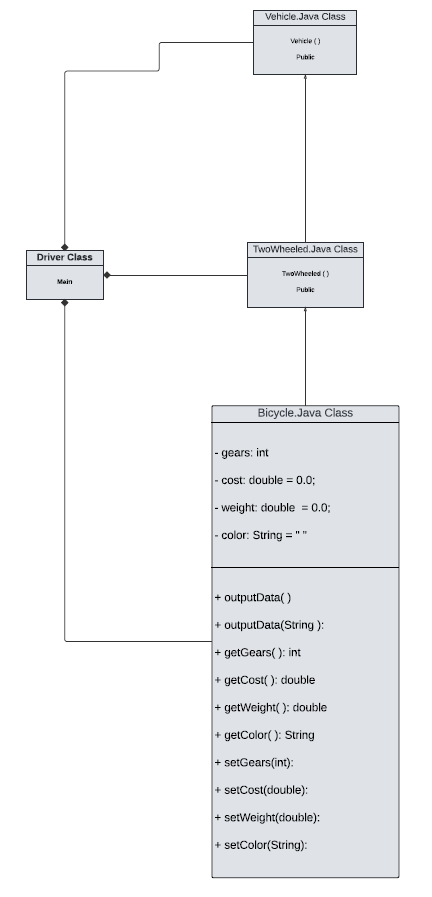 Vehicle.Java Class
Vehicle ( )
Public
TwoWheeled.Java Class
TwoWheeled ( )
Public
Driver Class
Main
Bicycle.Java Class
- gears: int
- cost: double = 0.0;
- weight: double  = 0.0;
- color: String = " "
+ outputData( )
+ outputData(String ):
+ getGears( ): int
+ getCost( ): double
+ getWeight( ): double
+ getColor( ): String
+ setGears(int):
+ setCost(double):
+ setWeight(double):
+ setColor(String):